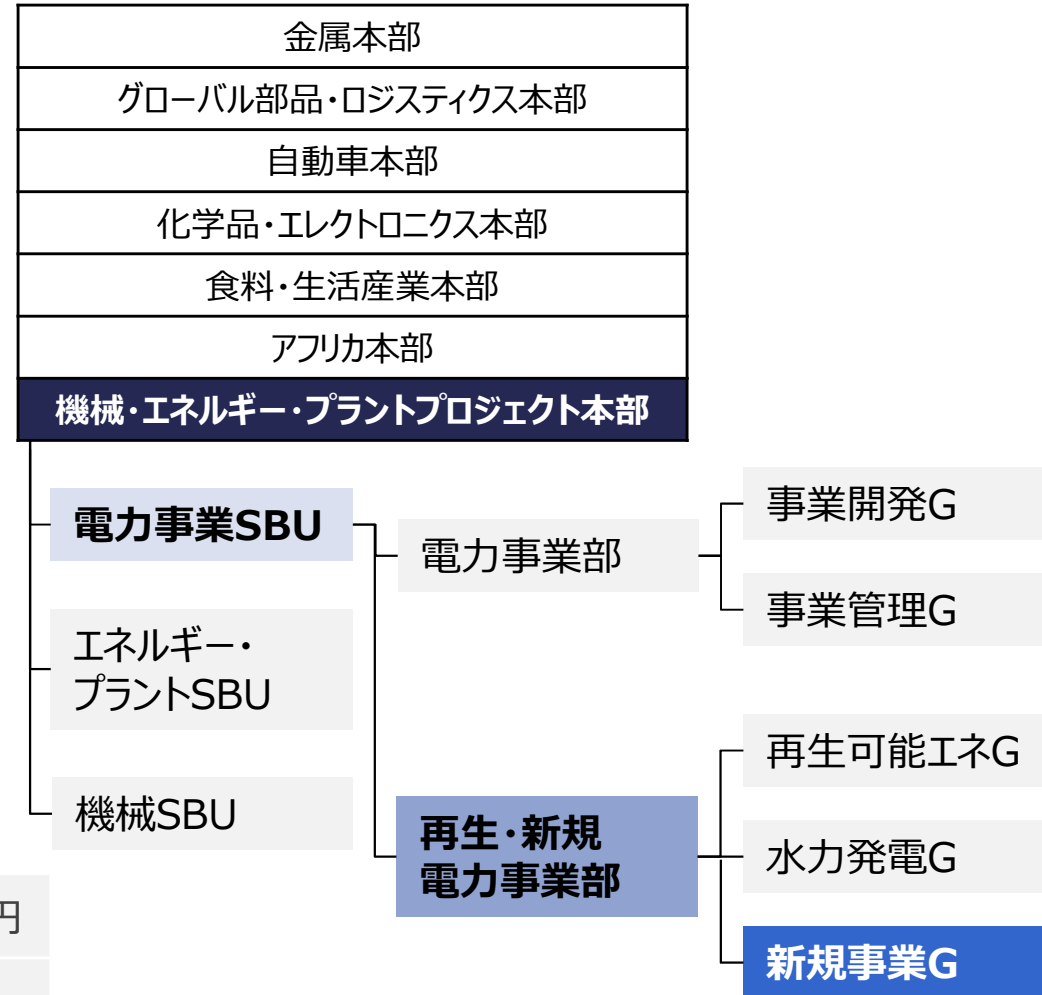 金属本部
グローバル部品・ロジスティクス本部
自動車本部
化学品・エレクトロニクス本部
食料・生活産業本部
アフリカ本部
機械・エネルギー・プラントプロジェクト本部
電力事業SBU
エネルギー・
プラントSBU
機械SBU
電力事業部
再生・新規
電力事業部
事業開発G
事業管理G
再生可能エネG
水力発電G
新規事業G
円